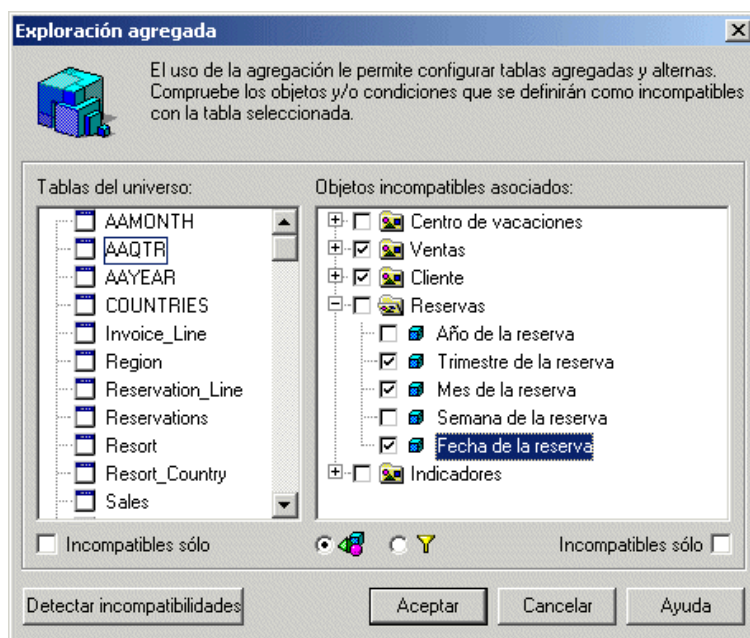 Exploración agregada
El uso de la agregación le permite configurar tablas agregadas y alternas.
Compruebe los objetos y/o condiciones que se definirán como incompatibles
con la tabla seleccionada.
Tablas del universo:
AAMONTH
AAQTR
AAYEAR
COUNTRIES
Invoice_Line
Region
Reservation_Line
Reservations
Resort
Resort_Country
Sales
Incompatibles sólo
Objetos incompatibles asociados:
Centro de vacaciones
Ventas
Cliente
Reservas
Año de la reserva
Trimestre de la reserva
Mes de la reserva
Semana de la reserva
Fecha de la reserva
Indicadores
Incompatibles sólo
Detectar incompatibilidades
Aceptar
Cancelar
Ayuda